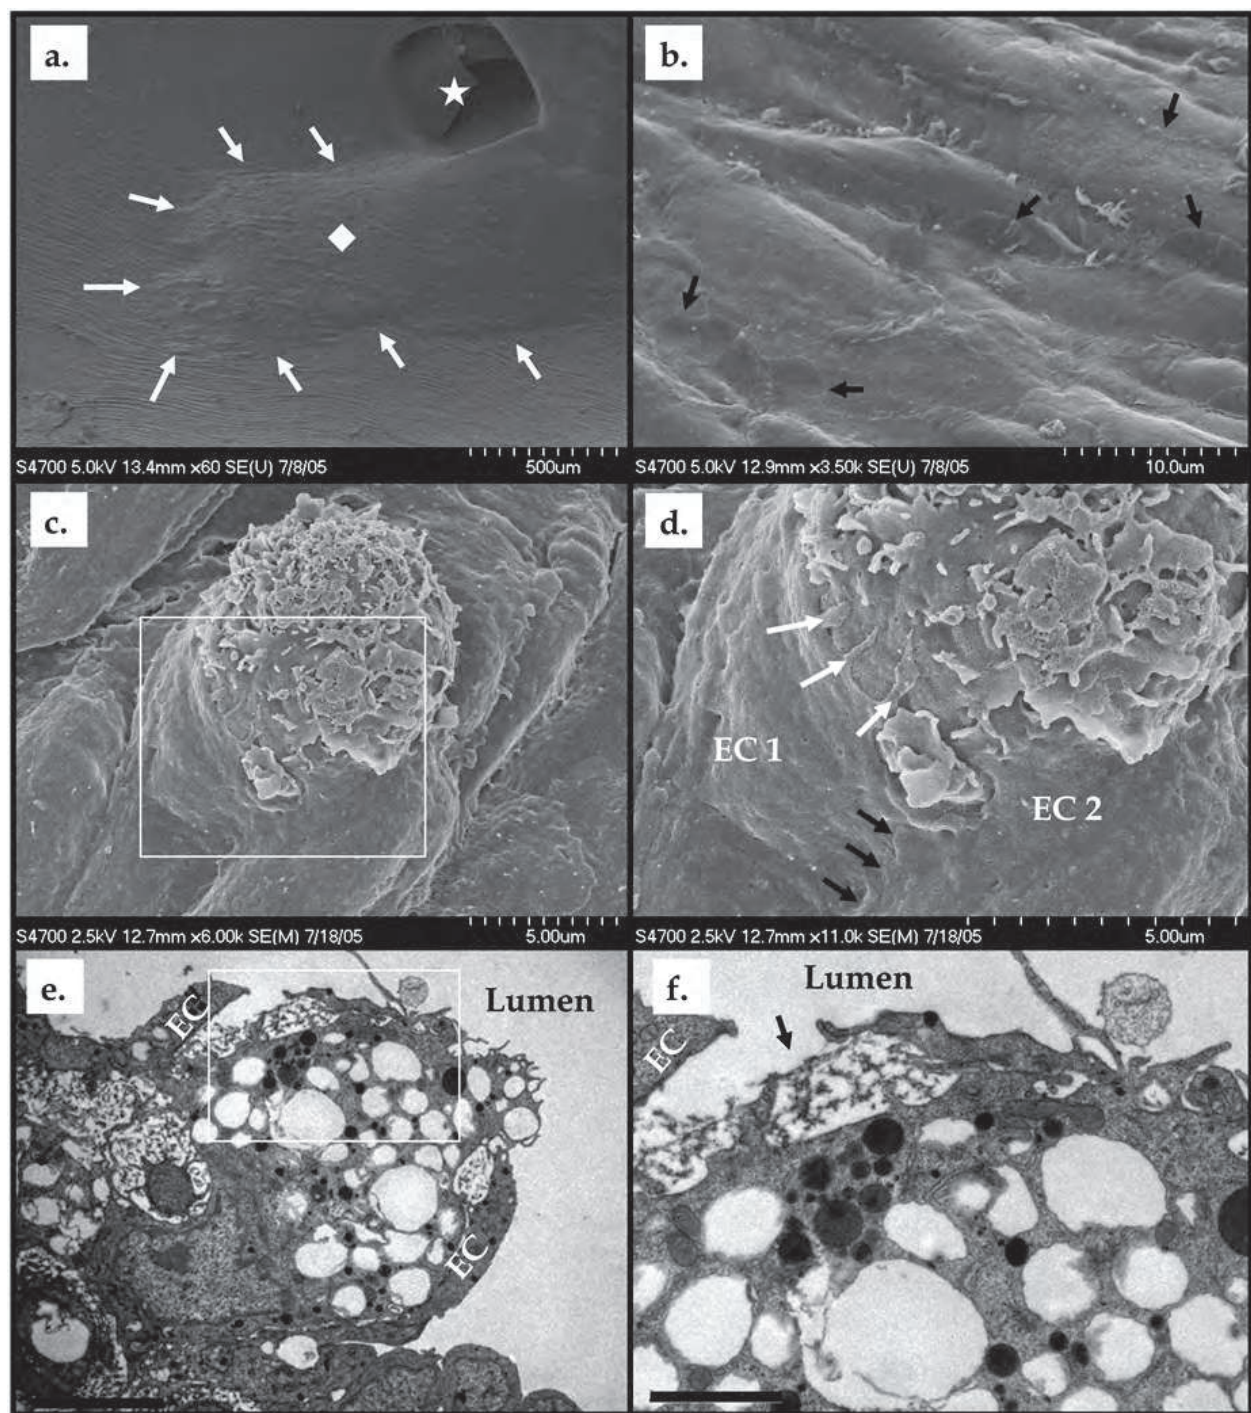 a.
b.
S4700 5.0kV 13.4mm x60 SE(U) 7/8/05 500um
S4700 5.0kV 12.9mm x3.50k SE(U) 7/8/05 10.0um
c.
d.
EC 1
EC 2
S4700 2.5kV 12.7mm x6.00k SE(M) 7/18/05 5.00um
S4700 2.5kV 12.7mm x11.0k SE(M) 7/18/05 5.00um
e.
EC
Lumen
EC
f.
Lumen
EC